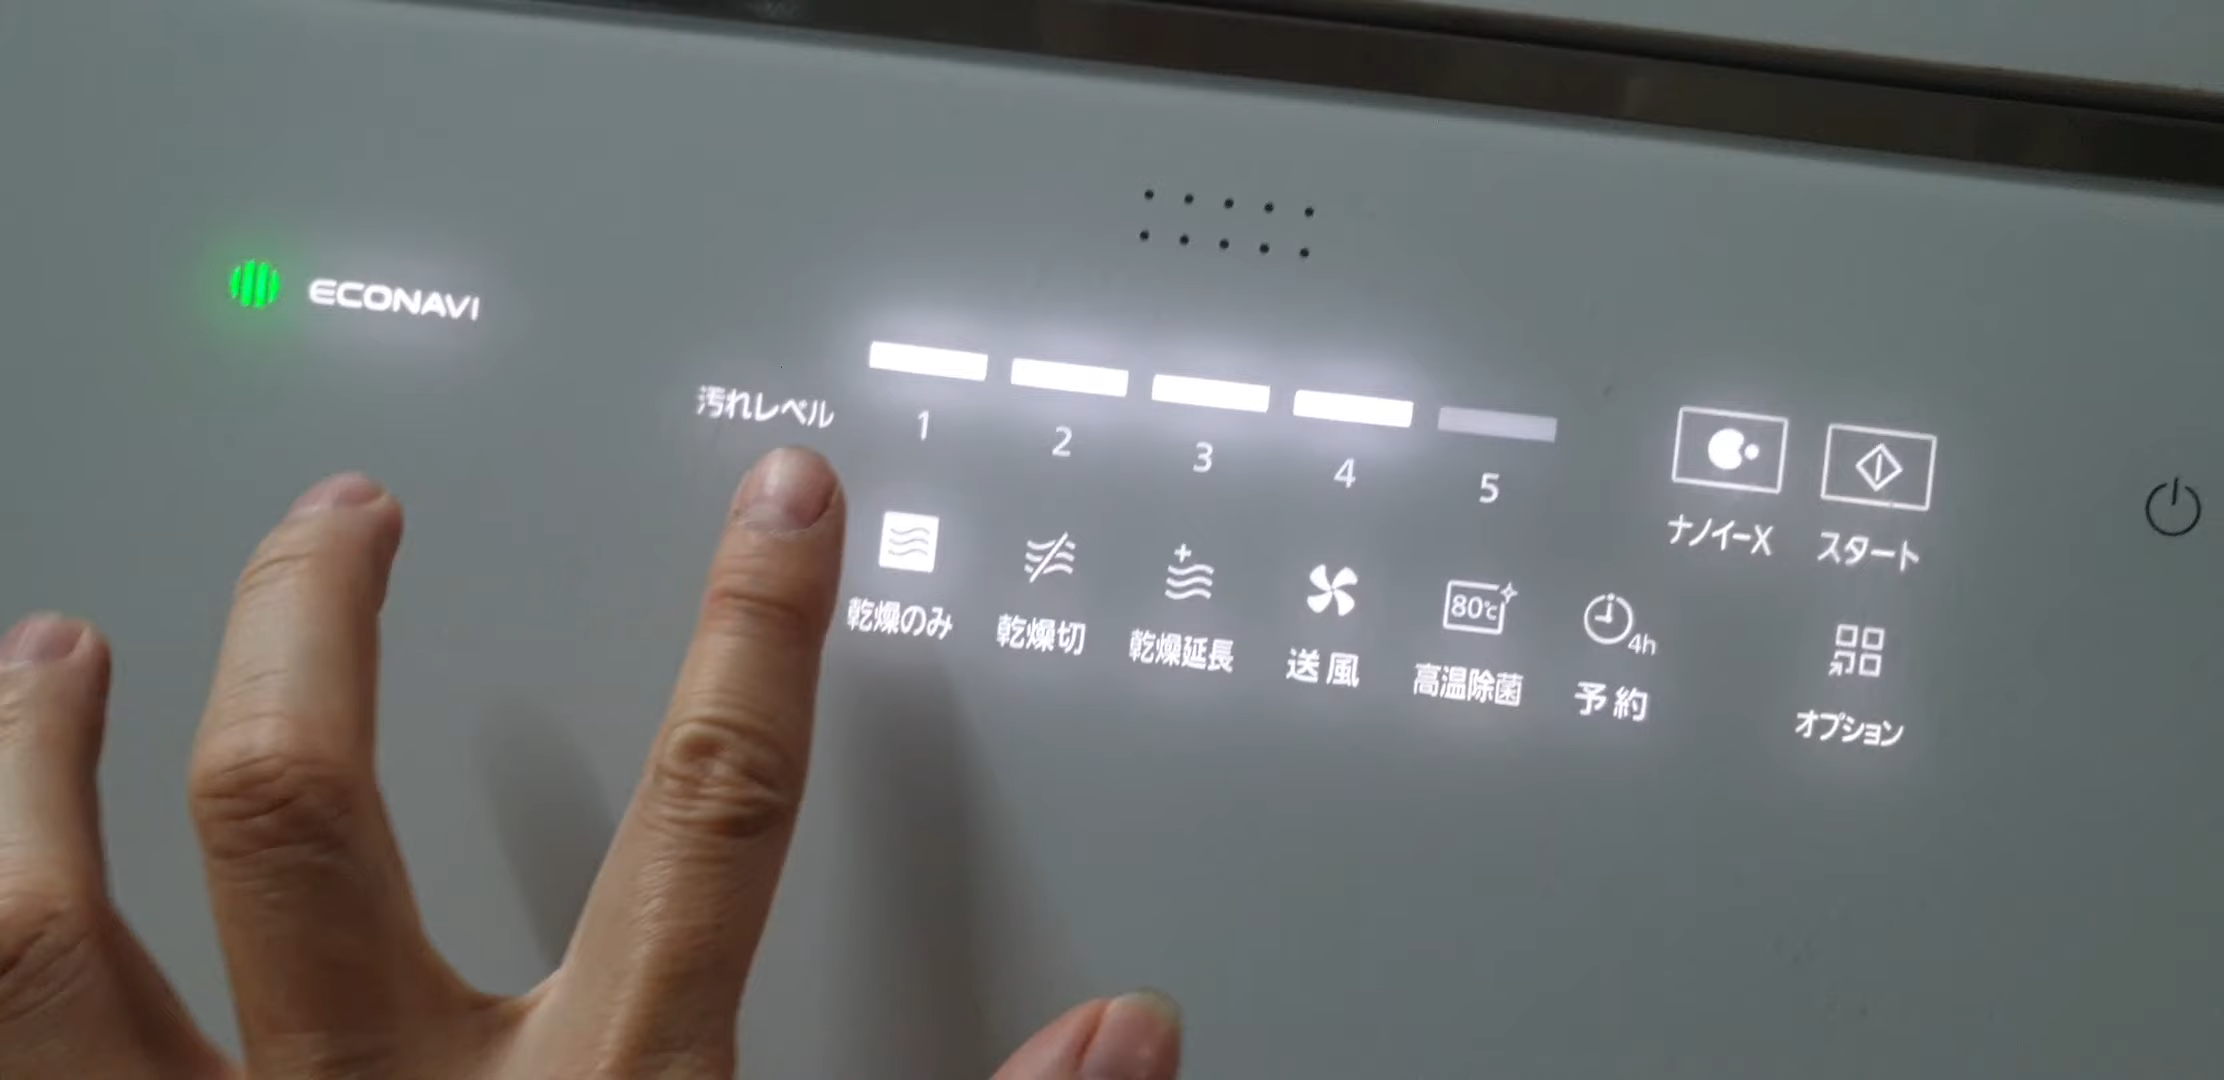 ECONAVI
汚れレベル
1 2 3 4 5
ナノイーX スタート
80℃
4h
乾燥のみ 乾燥切 乾燥延長 送風 高温除菌 予約 オプション